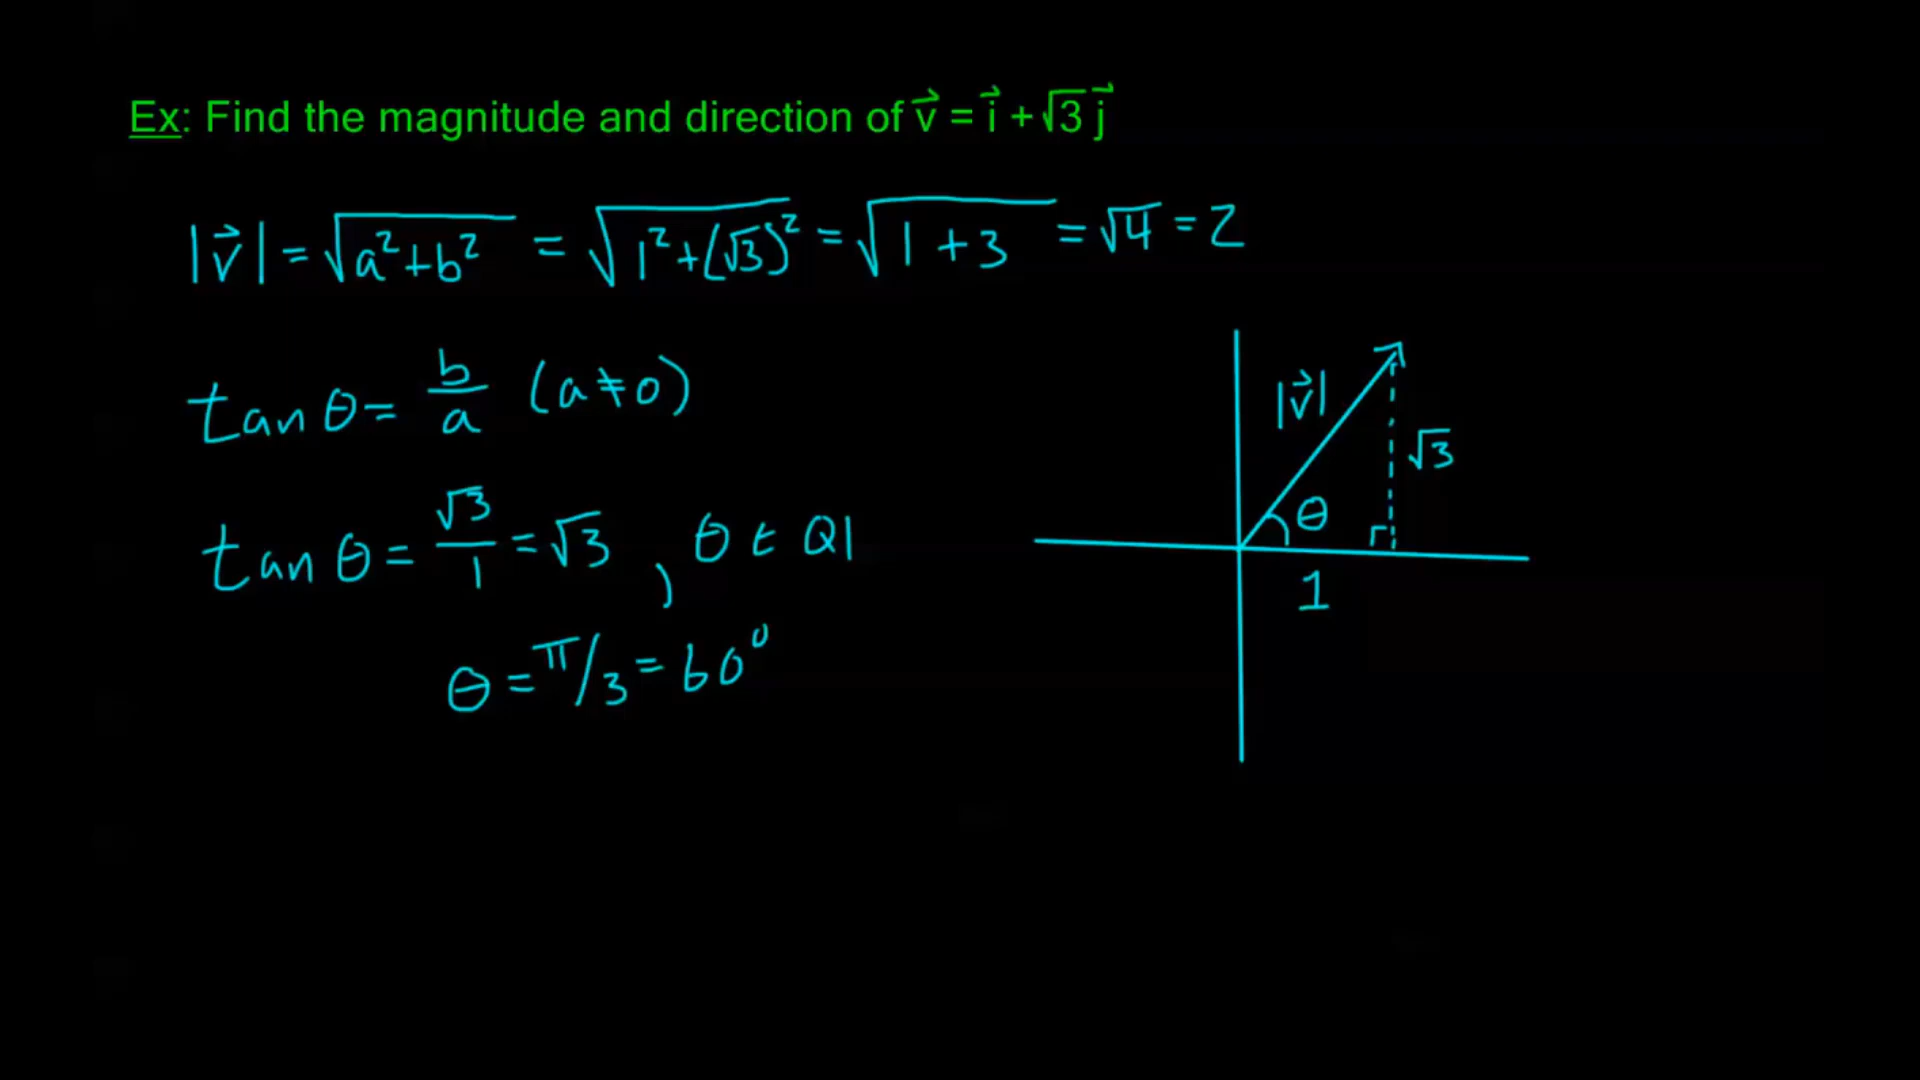 Ex: Find the magnitude and direction of v⃗ = i⃗ + √3 j⃗
|v⃗| = √(a²+b²) = √(1²+(√3)²) = √(1+3) = √4 = 2
tan θ = b/a (a≠0)
tan θ = √3/1 = √3 , θ ∈ Q1
θ = π/3 = 60°
|v⃗|
√3
θ
1